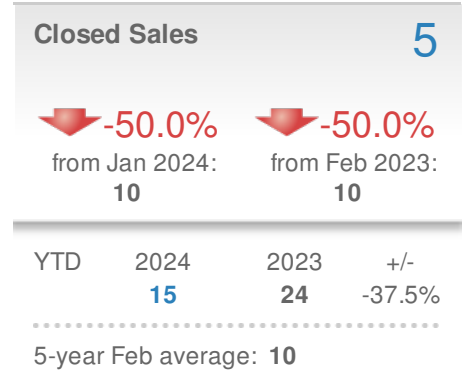 Closed Sales 5
-50.0% -50.0%
from Jan 2024: from Feb 2023:
10 10
YTD 2024 2023 +/-
15 24 -37.5%
5-year Feb average: 10